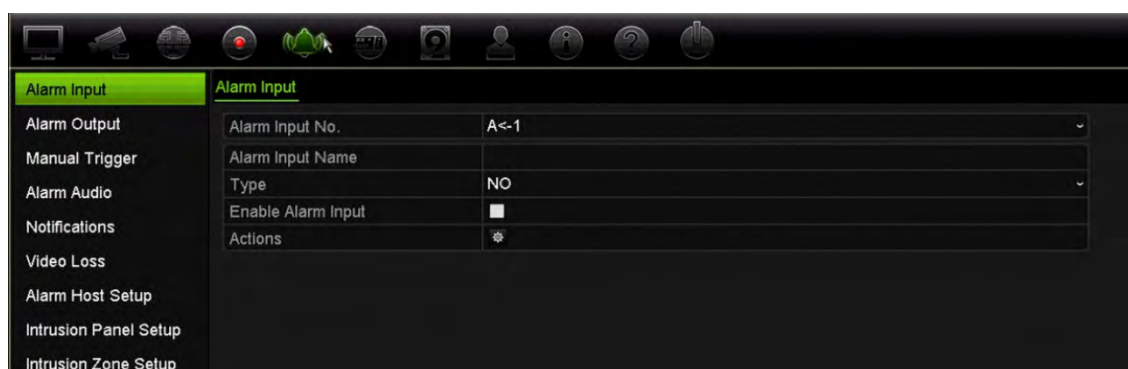 Alarm Input
Alarm Output
Manual Trigger
Alarm Audio
Notifications
Video Loss
Alarm Host Setup
Intrusion Panel Setup
Intrusion Zone Setup
Alarm Input
Alarm Input No. A<-1
Alarm Input Name
Type NO
Enable Alarm Input
Actions